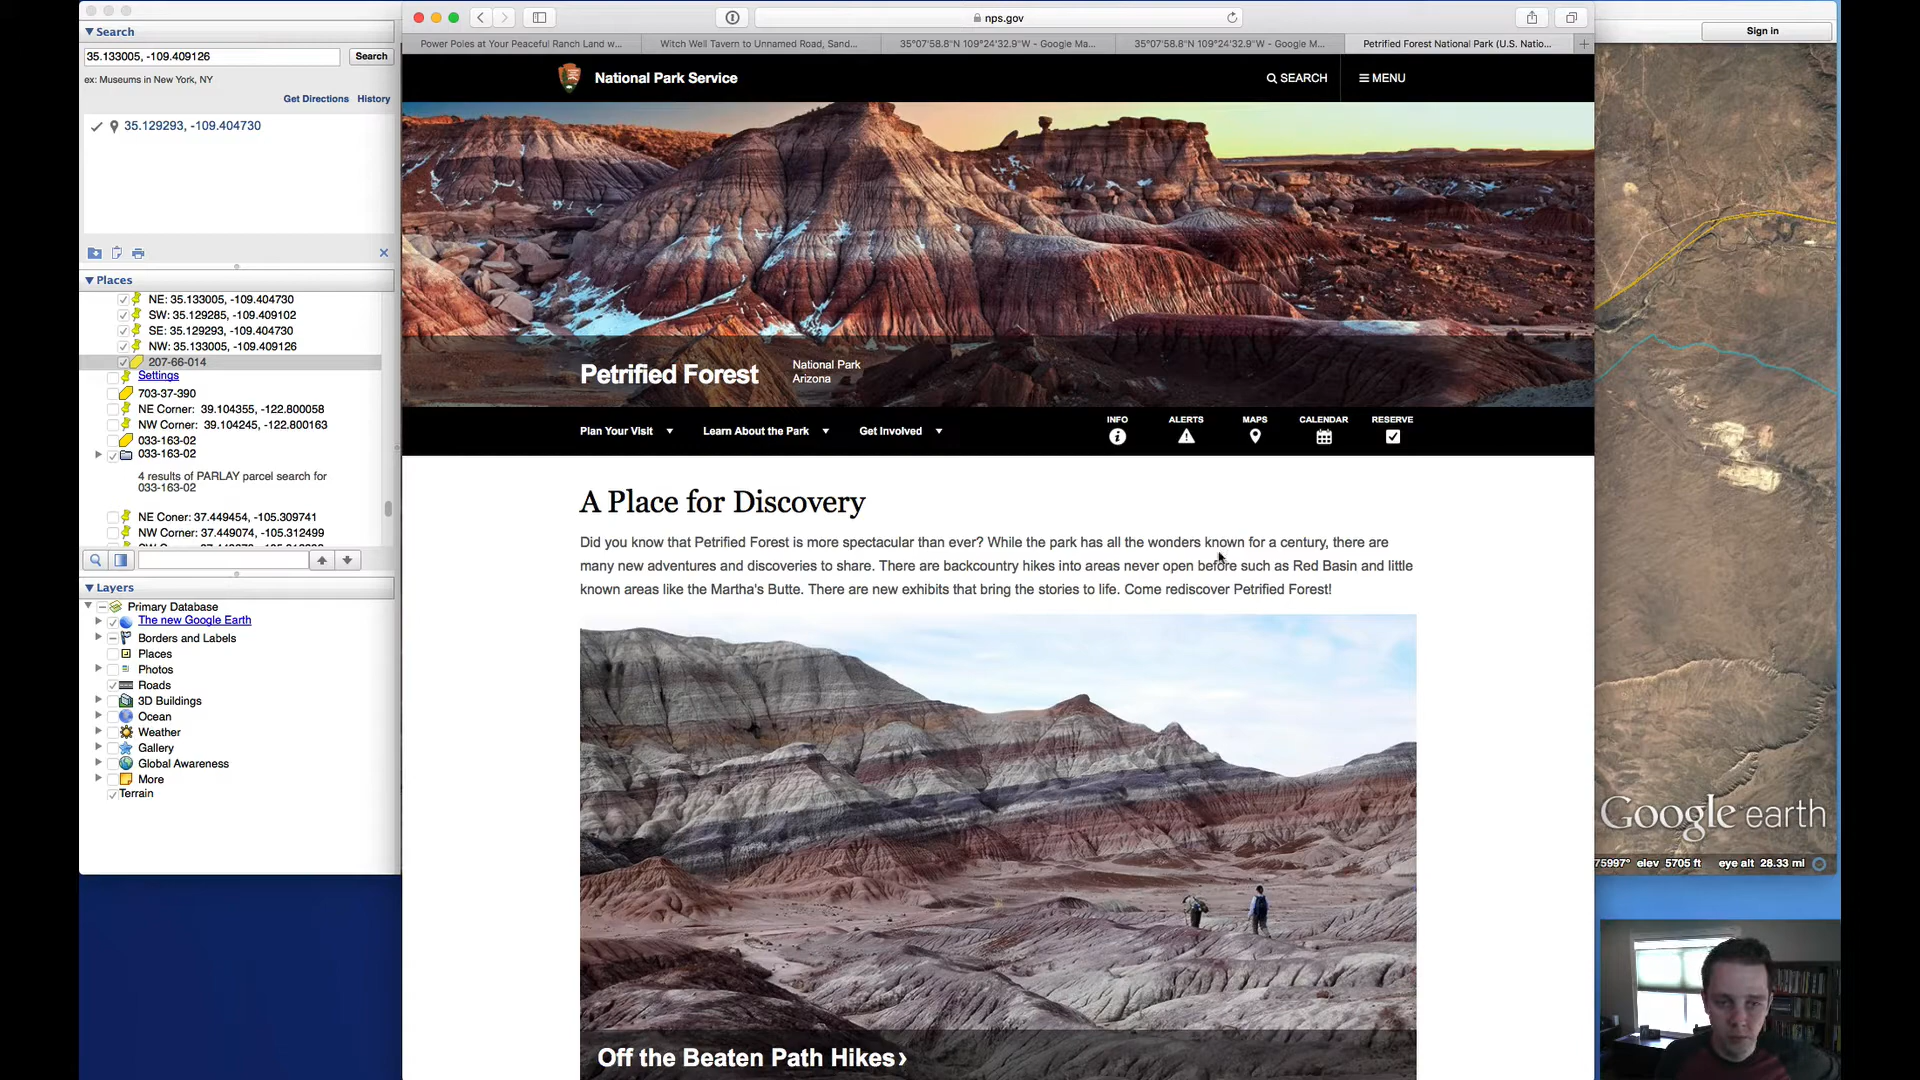 Search
35.133005, -109.409126
Search
ex: Museums in New York, NY
Get Directions
History
35.129293, -109.404730
Places
NE: 35.133005, -109.404730
SW: 35.129285, -109.409102
SE: 35.129293, -109.404730
NW: 35.133005, -109.409126
207-66-014
Settings
703-37-390
NE Corner: 39.104355, -122.800058
NW Corner: 39.104245, -122.800163
033-163-02
033-163-02
4 results of PARLAY parcel search for
033-163-02
NE Coner: 37.449454, -105.309741
NW Corner: 37.449074, -105.312499
Layers
Primary Database
The new Google Earth
Borders and Labels
Places
Photos
Roads
3D Buildings
Ocean
Weather
Gallery
Global Awareness
More
Terrain
nps.gov
Power Poles at Your Peaceful Ranch Land w...
Witch Well Tavern to Unnamed Road, Sand...
35°07'58.8"N 109°24'32.9"W - Google Ma...
35°07'58.8"N 109°24'32.9"W - Google M...
Petrified Forest National Park (U.S. Natio...
National Park Service
SEARCH
MENU
Petrified Forest
National Park
Arizona
Plan Your Visit
Learn About the Park
Get Involved
INFO
ALERTS
MAPS
CALENDAR
RESERVE
A Place for Discovery
Did you know that Petrified Forest is more spectacular than ever? While the park has all the wonders known for a century, there are
many new adventures and discoveries to share. There are backcountry hikes into areas never open before such as Red Basin and little
known areas like the Martha's Butte. There are new exhibits that bring the stories to life. Come rediscover Petrified Forest!
Off the Beaten Path Hikes›
Sign in
Google earth
75997° elev 5705 ft eye alt 28.33 mi